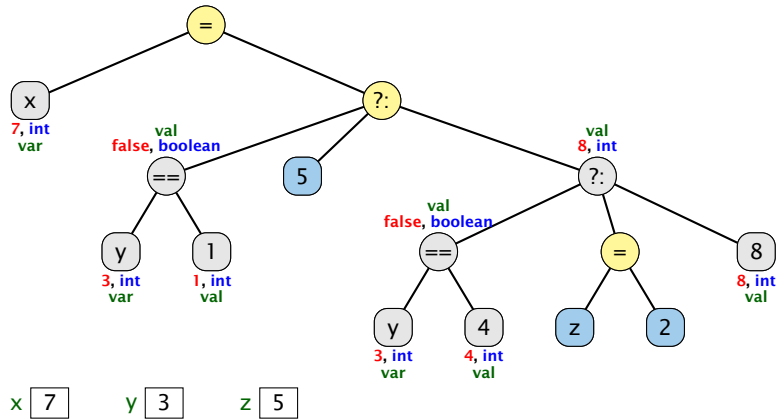 =
x
7, int
var
?:
val
false, boolean
==
5
val
8, int
?:
y
3, int
var
1
1, int
val
val
false, boolean
==
=
8
8, int
val
y
3, int
var
4
4, int
val
z
2
x 7 y 3 z 5